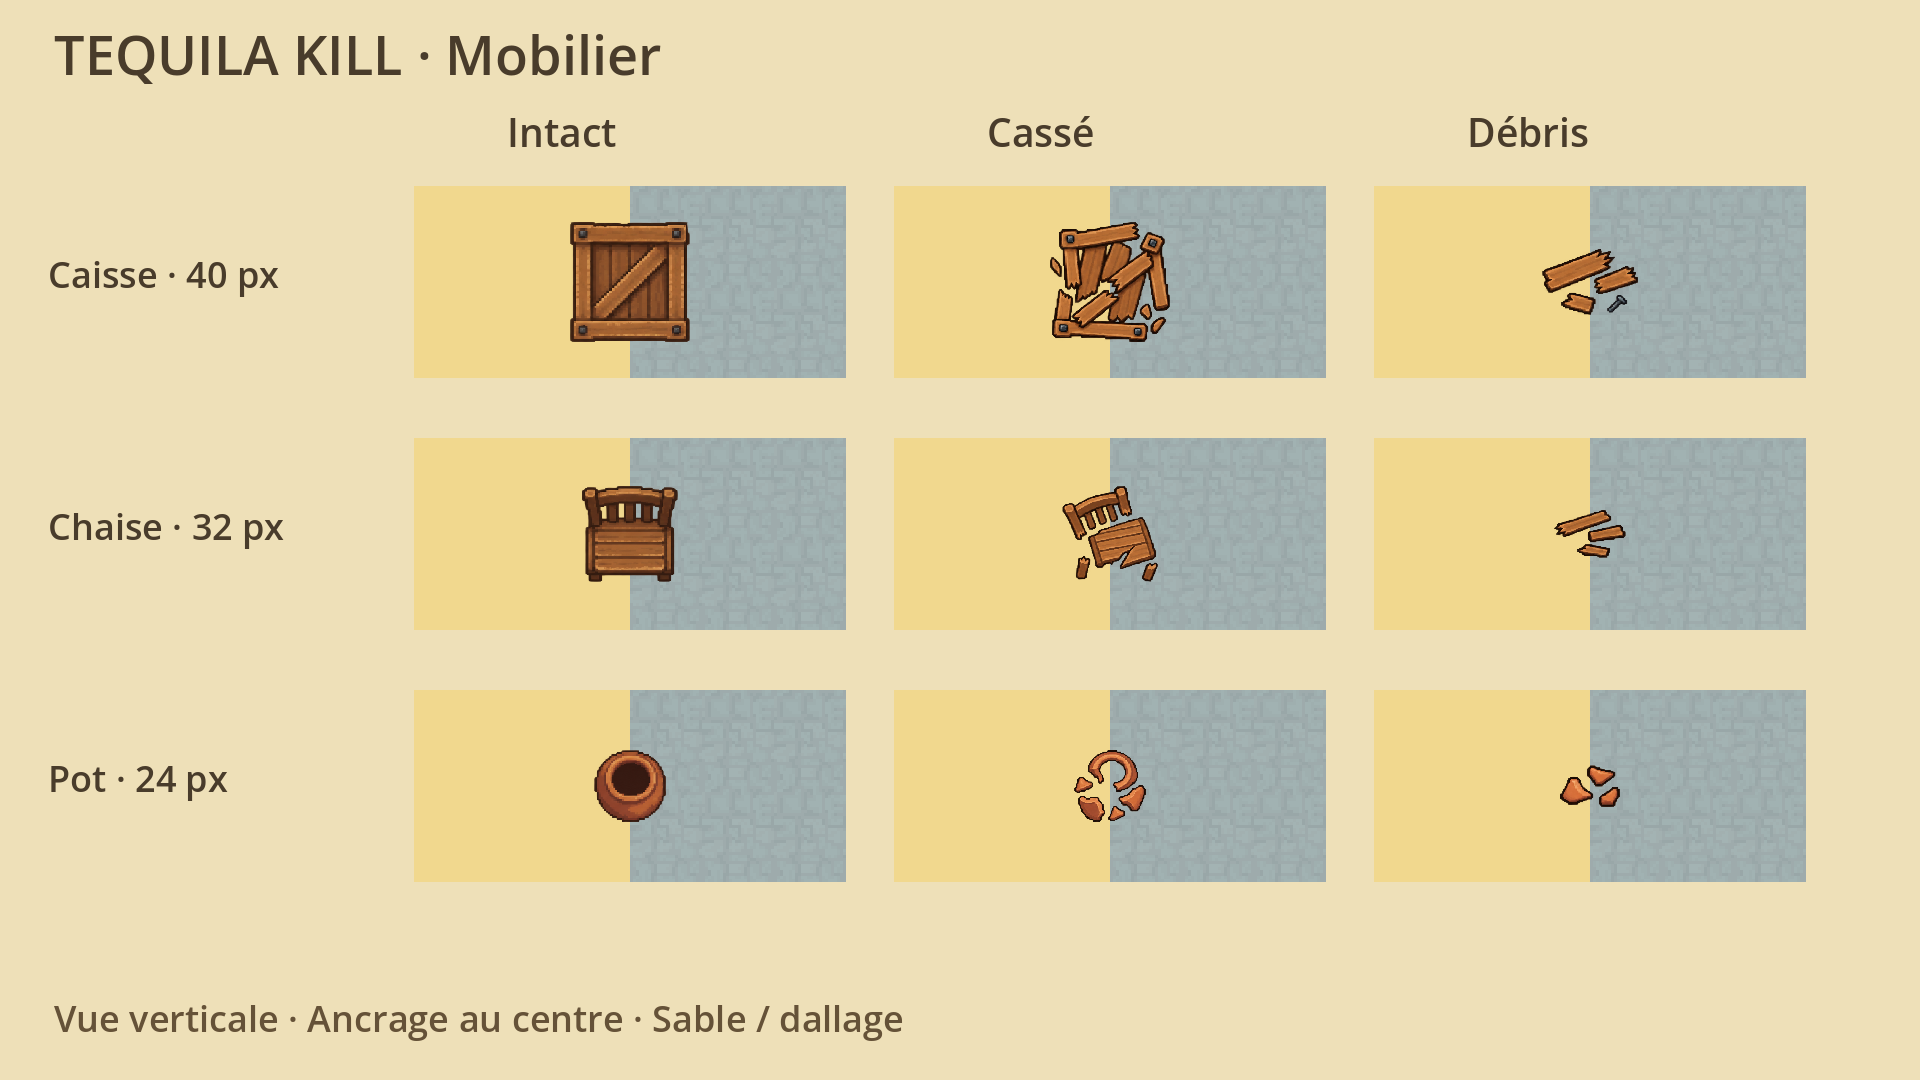 TEQUILA KILL · Mobilier
Intact
Cassé
Débris
Caisse · 40 px
Chaise · 32 px
Pot · 24 px
Vue verticale · Ancrage au centre · Sable / dallage